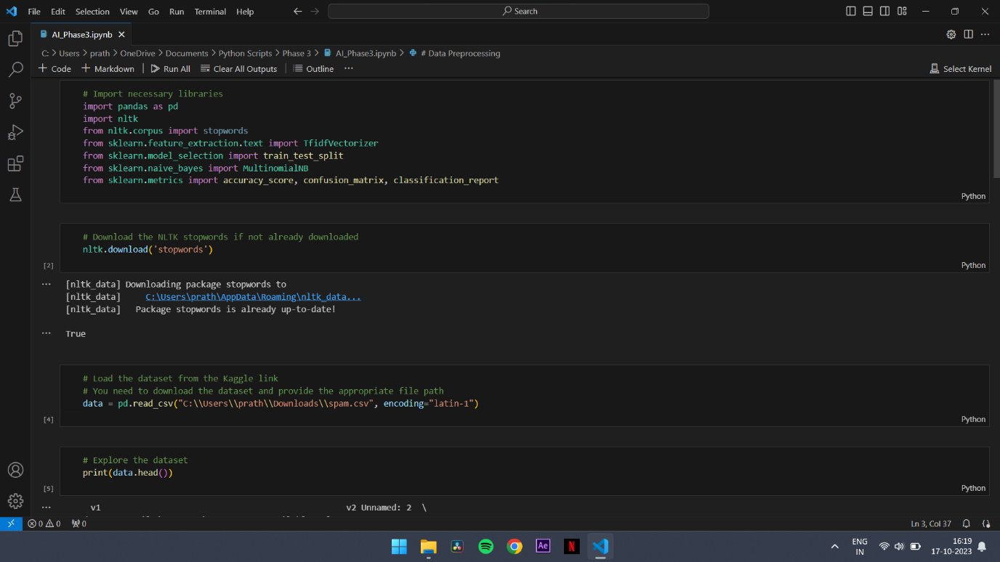 File Edit Selection View Go Run Terminal Help Search
AI_Phase3.ipynb
C: > Users > prath > OneDrive > Documents > Python Scripts > Phase 3 > AI_Phase3.ipynb > # Data Preprocessing
+ Code + Markdown Run All Clear All Outputs Outline ... Select Kernel
# Import necessary libraries
import pandas as pd
import nltk
from nltk.corpus import stopwords
from sklearn.feature_extraction.text import TfidfVectorizer
from sklearn.model_selection import train_test_split
from sklearn.naive_bayes import MultinomialNB
from sklearn.metrics import accuracy_score, confusion_matrix, classification_report
Python
# Download the NLTK stopwords if not already downloaded
nltk.download('stopwords')
[2] Python
[nltk_data] Downloading package stopwords to
[nltk_data]     C:\Users\prath\AppData\Roaming\nltk_data...
[nltk_data]   Package stopwords is already up-to-date!
True
# Load the dataset from the Kaggle link
# You need to download the dataset and provide the appropriate file path
data = pd.read_csv("C:\\Users\\prath\\Downloads\\spam.csv", encoding="latin-1")
[4] Python
# Explore the dataset
print(data.head())
[5] Python
v1 v2 Unnamed: 2 \
0 0 0 Ln 3, Col 37
Ae N ENG 16:19
IN 17-10-2023